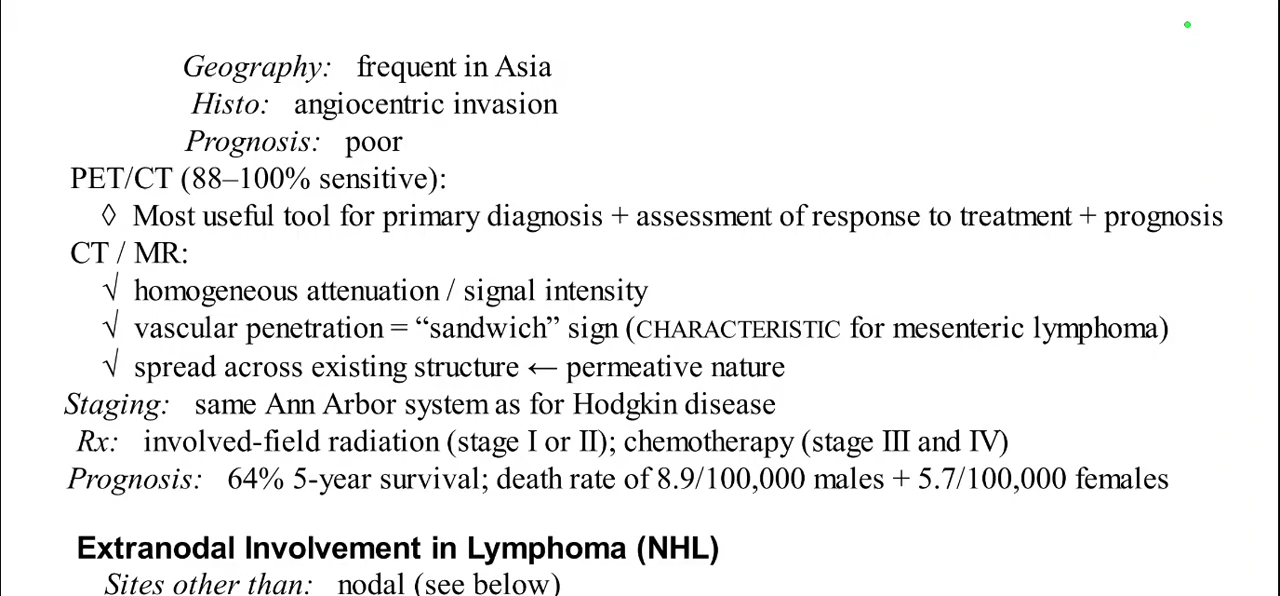 Geography: frequent in Asia
Histo: angiocentric invasion
Prognosis: poor
PET/CT (88–100% sensitive):
◊ Most useful tool for primary diagnosis + assessment of response to treatment + prognosis
CT / MR:
√ homogeneous attenuation / signal intensity
√ vascular penetration = “sandwich” sign (CHARACTERISTIC for mesenteric lymphoma)
√ spread across existing structure ← permeative nature
Staging: same Ann Arbor system as for Hodgkin disease
Rx: involved-field radiation (stage I or II); chemotherapy (stage III and IV)
Prognosis: 64% 5-year survival; death rate of 8.9/100,000 males + 5.7/100,000 females
Extranodal Involvement in Lymphoma (NHL)
Sites other than: nodal (see below)